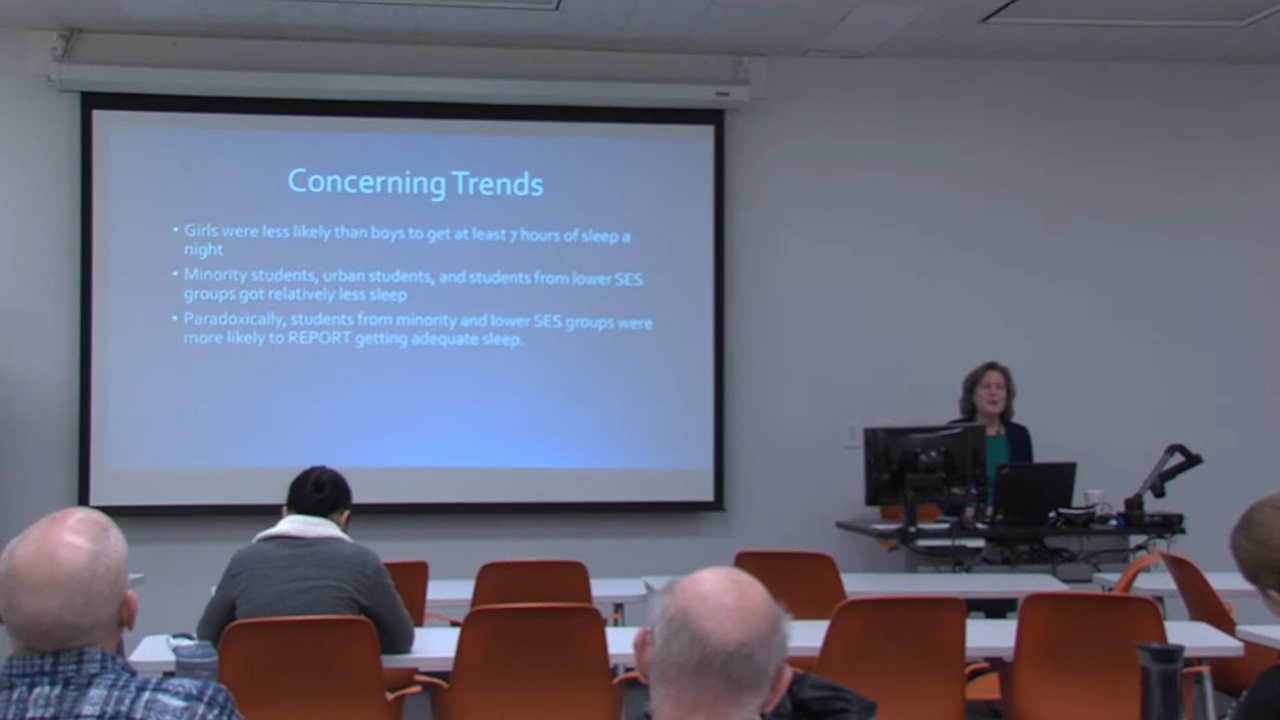 Concerning Trends
• Girls were less likely than boys to get at least 7 hours of sleep a
night
• Minority students, urban students, and students from lower SES
groups got relatively less sleep
• Paradoxically, students from minority and lower SES groups were
more likely to REPORT getting adequate sleep.